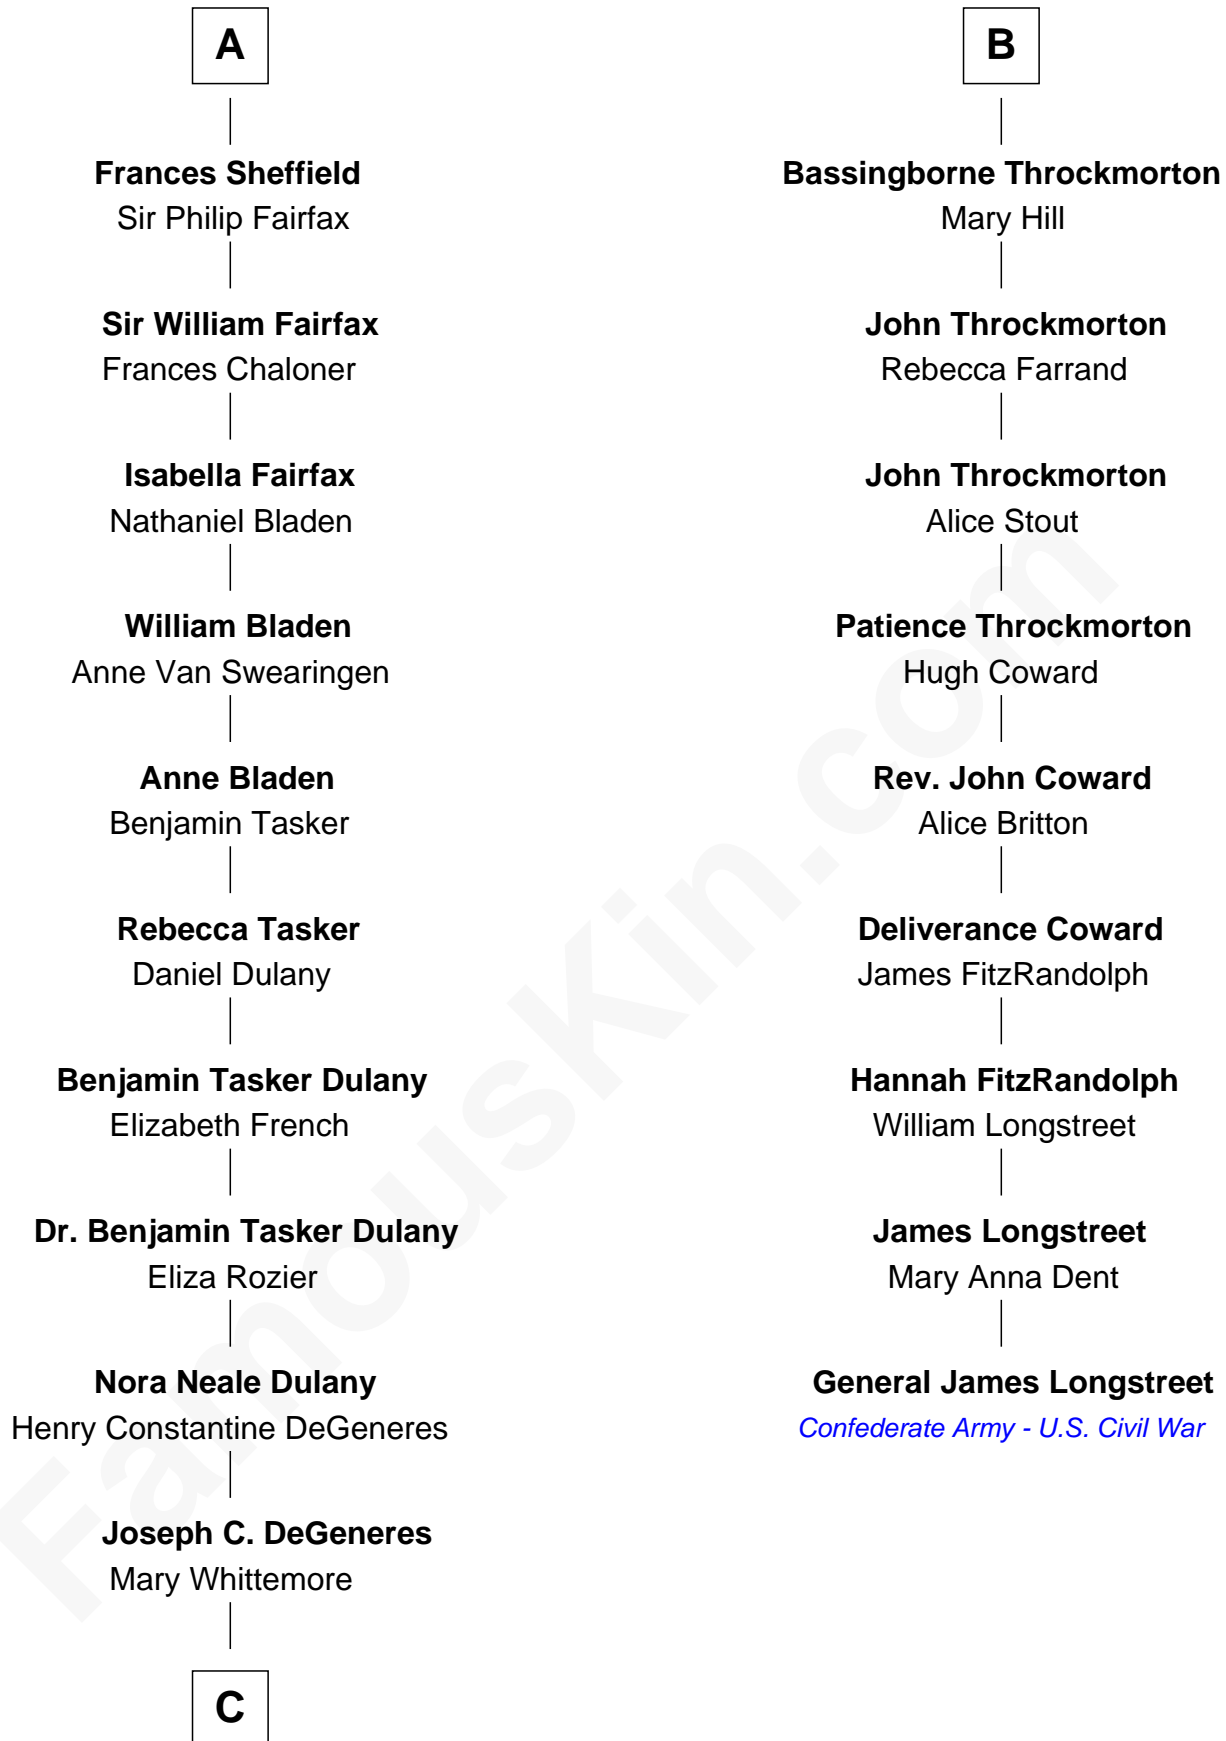 A
Frances Sheffield
Sir Philip Fairfax
Sir William Fairfax
Frances Chaloner
Isabella Fairfax
Nathaniel Bladen
William Bladen
Anne Van Swearingen
Anne Bladen
Benjamin Tasker
Rebecca Tasker
Daniel Dulany
Benjamin Tasker Dulany
Elizabeth French
Dr. Benjamin Tasker Dulany
Eliza Rozier
Nora Neale Dulany
Henry Constantine DeGeneres
Joseph C. DeGeneres
Mary Whittemore
C
B
Bassingborne Throckmorton
Mary Hill
John Throckmorton
Rebecca Farrand
John Throckmorton
Alice Stout
Patience Throckmorton
Hugh Coward
Rev. John Coward
Alice Britton
Deliverance Coward
James FitzRandolph
Hannah FitzRandolph
William Longstreet
James Longstreet
Mary Anna Dent
General James Longstreet
Confederate Army - U.S. Civil War
FamousKin.com